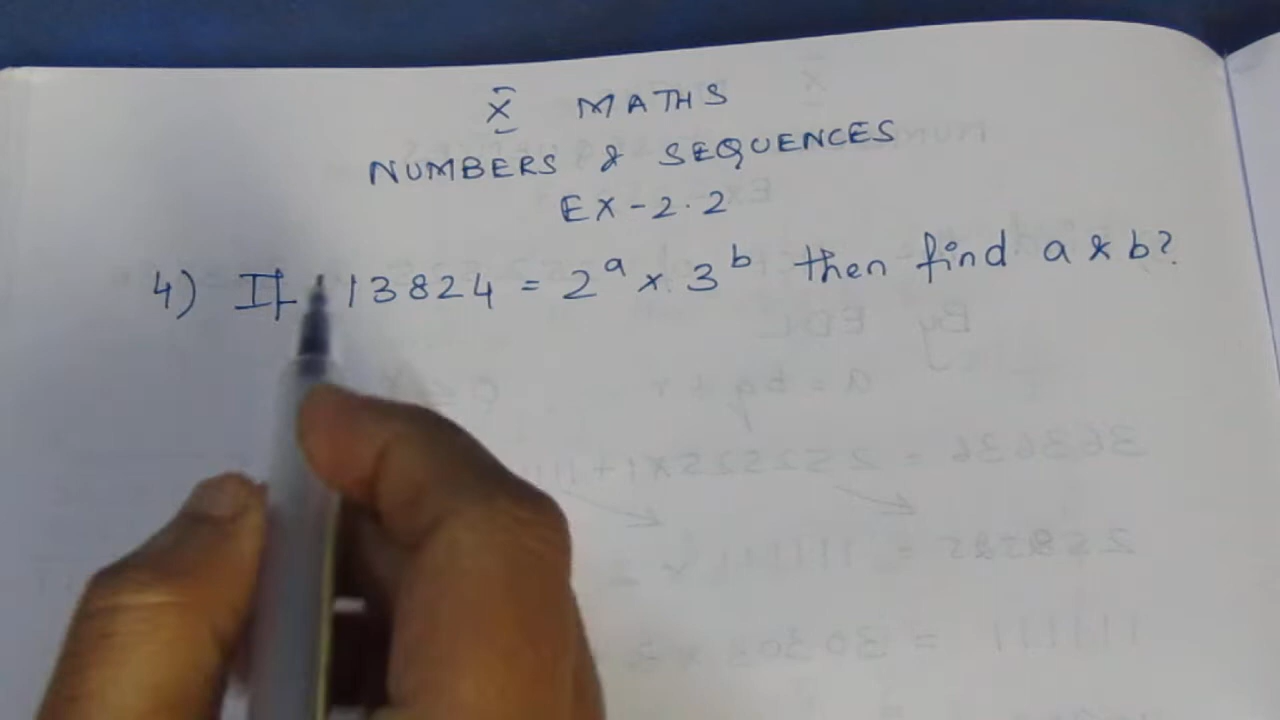 X MATHS
NUMBERS & SEQUENCES
EX-2.2
4) If 13824 = 2^a × 3^b then find a & b?